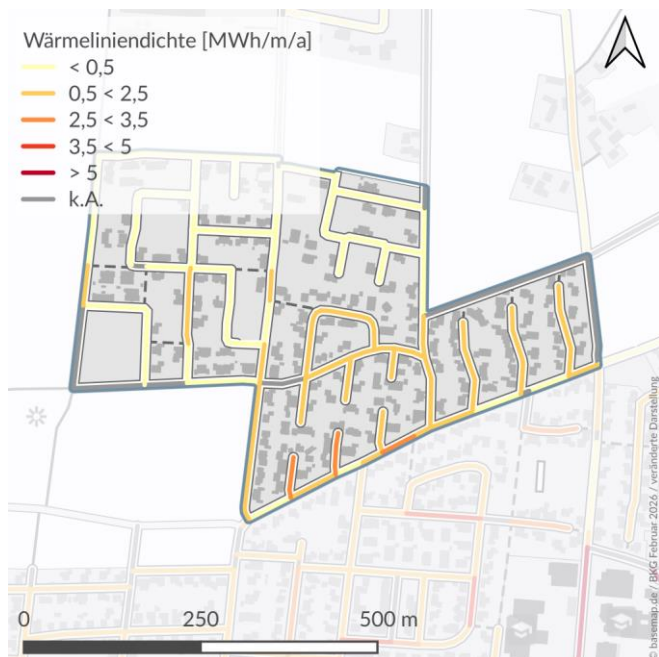 Wärmeliniendichte [MWh/m/a]
< 0,5
0,5 < 2,5
2,5 < 3,5
3,5 < 5
> 5
k.A.
0 250 500 m
© basemap.de / BKG Februar 2026 / veränderte Darstellung